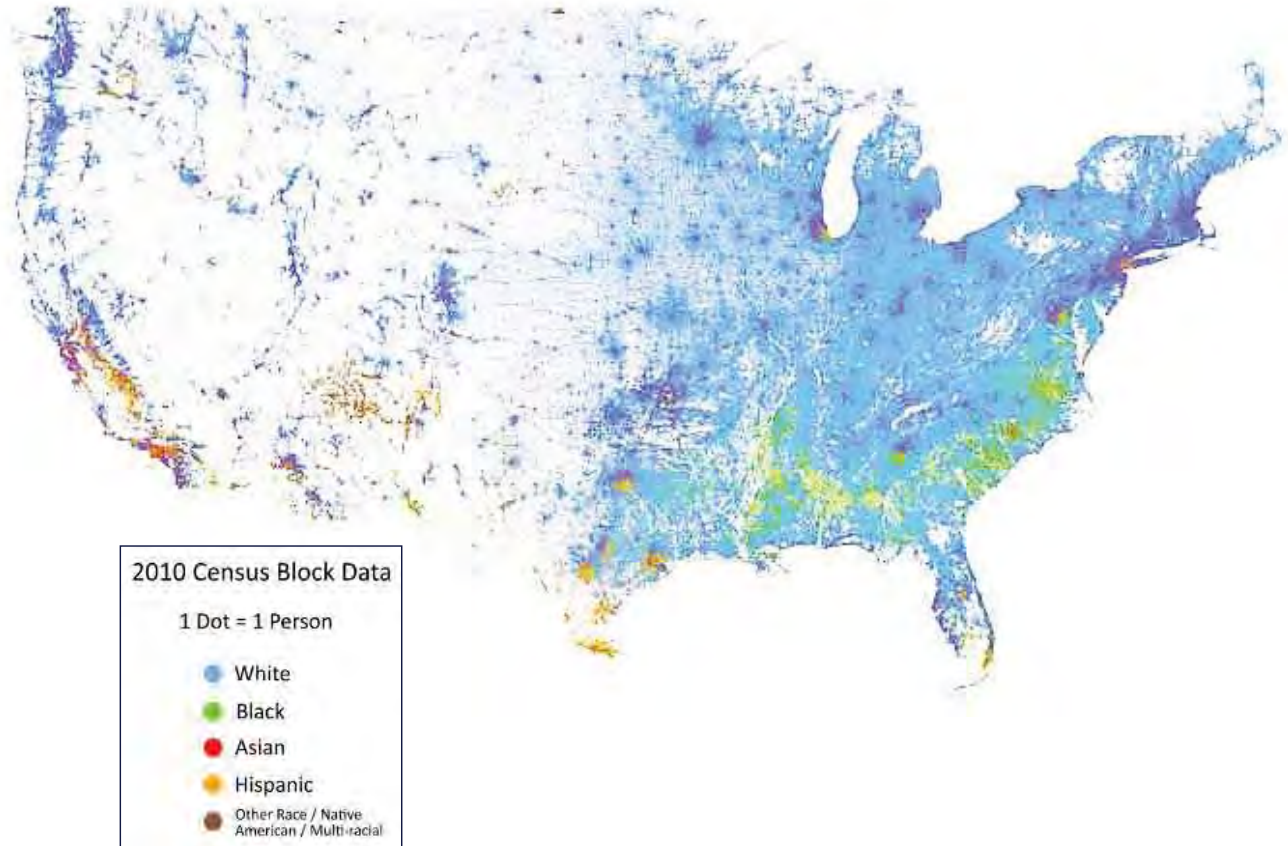 2010 Census Block Data
1 Dot = 1 Person
White
Black
Asian
Hispanic
Other Race / Native
American / Multi-racial